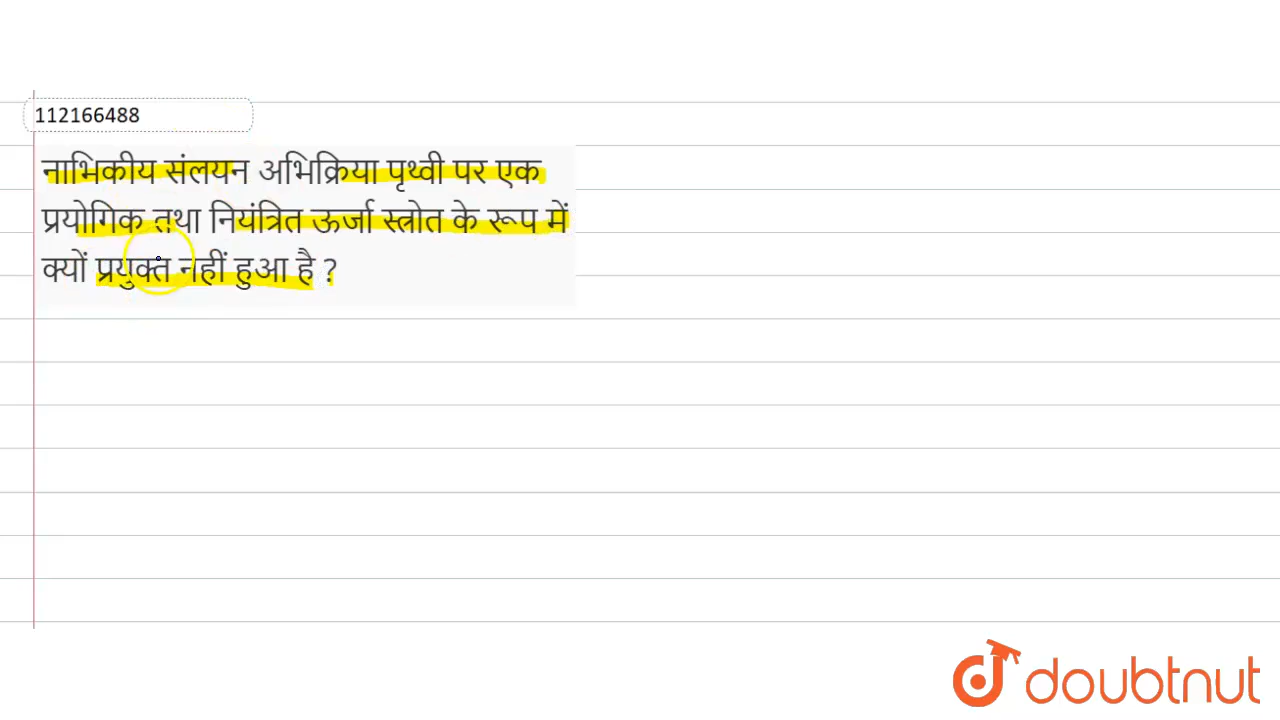 112166488
नाभिकीय संलयन अभिक्रिया पृथ्वी पर एक
प्रयोगिक तथा नियंत्रित ऊर्जा स्त्रोत के रूप में
क्यों प्रयुक्त नहीं हुआ है ?
doubtnut